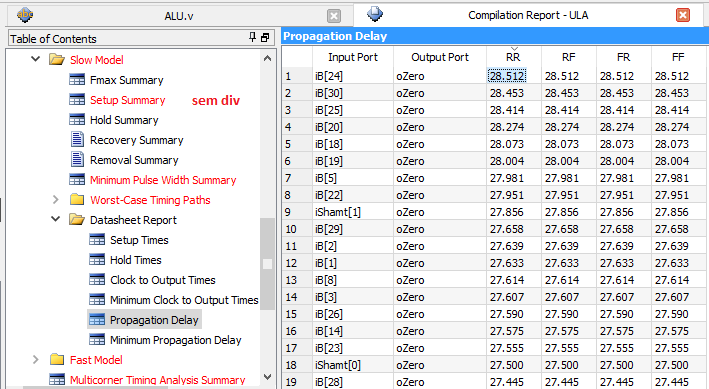 ALU.v
Compilation Report - ULA
Table of Contents
Propagation Delay
Slow Model
Fmax Summary
Setup Summary
sem div
Hold Summary
Recovery Summary
Removal Summary
Minimum Pulse Width Summary
Worst-Case Timing Paths
Datasheet Report
Setup Times
Hold Times
Clock to Output Times
Minimum Clock to Output Times
Propagation Delay
Minimum Propagation Delay
Fast Model
Multicorner Timing Analysis Summary
Input Port Output Port RR RF FR FF
1 iB[24] oZero 28.512 28.512 28.512 28.512
2 iB[30] oZero 28.453 28.453 28.453 28.453
3 iB[25] oZero 28.414 28.414 28.414 28.414
4 iB[20] oZero 28.274 28.274 28.274 28.274
5 iB[18] oZero 28.073 28.073 28.073 28.073
6 iB[19] oZero 28.004 28.004 28.004 28.004
7 iB[5] oZero 27.981 27.981 27.981 27.981
8 iB[22] oZero 27.951 27.951 27.951 27.951
9 iShamt[1] oZero 27.856 27.856 27.856 27.856
10 iB[29] oZero 27.658 27.658 27.658 27.658
11 iB[2] oZero 27.639 27.639 27.639 27.639
12 iB[1] oZero 27.633 27.633 27.633 27.633
13 iB[8] oZero 27.614 27.614 27.614 27.614
14 iB[3] oZero 27.607 27.607 27.607 27.607
15 iB[26] oZero 27.590 27.590 27.590 27.590
16 iB[14] oZero 27.575 27.575 27.575 27.575
17 iB[23] oZero 27.555 27.555 27.555 27.555
18 iShamt[0] oZero 27.500 27.500 27.500 27.500
19 iB[28] oZero 27.445 27.445 27.445 27.445